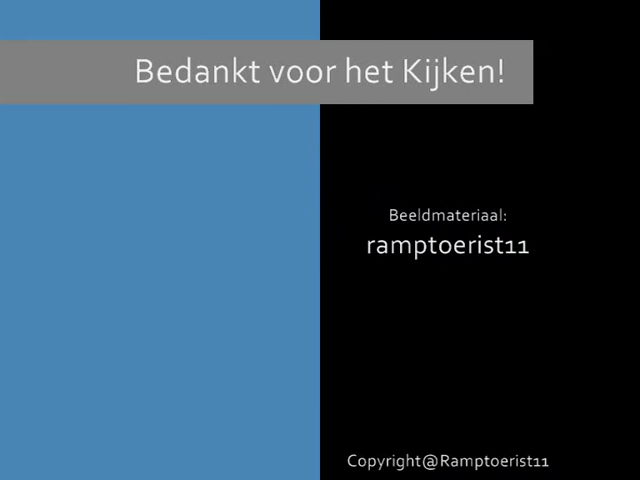 Bedankt voor het Kijken!
Beeldmateriaal:
ramptoerist11
Copyright@Ramptoerist11